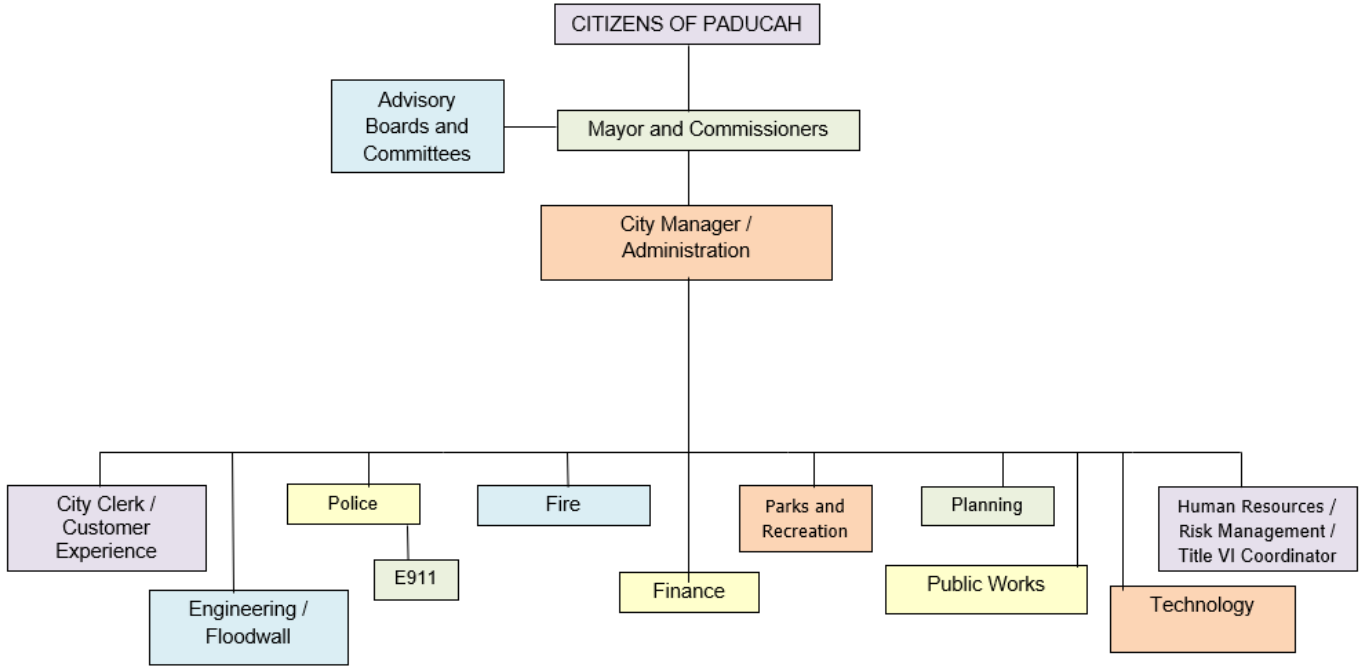 CITIZENS OF PADUCAH
Advisory
Boards and
Committees
Mayor and Commissioners
City Manager /
Administration
City Clerk /
Customer
Experience
Police
Fire
Parks and
Recreation
Planning
Human Resources /
Risk Management /
Title VI Coordinator
E911
Engineering /
Floodwall
Finance
Public Works
Technology